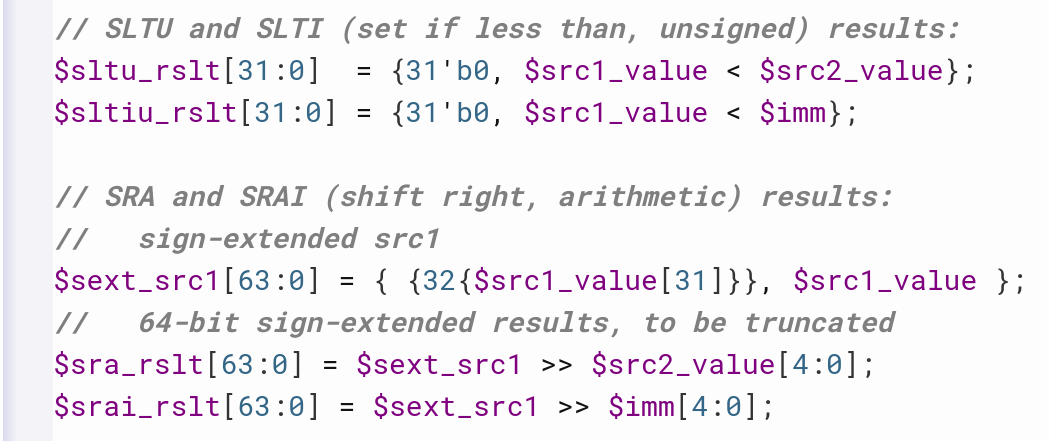 // SLTU and SLTI (set if less than, unsigned) results:
$sltu_rslt[31:0]  = {31'b0, $src1_value < $src2_value};
$sltiu_rslt[31:0] = {31'b0, $src1_value < $imm};

// SRA and SRAI (shift right, arithmetic) results:
//   sign-extended src1
$sext_src1[63:0] = { {32{$src1_value[31]}}, $src1_value };
//   64-bit sign-extended results, to be truncated
$sra_rslt[63:0] = $sext_src1 >> $src2_value[4:0];
$srai_rslt[63:0] = $sext_src1 >> $imm[4:0];